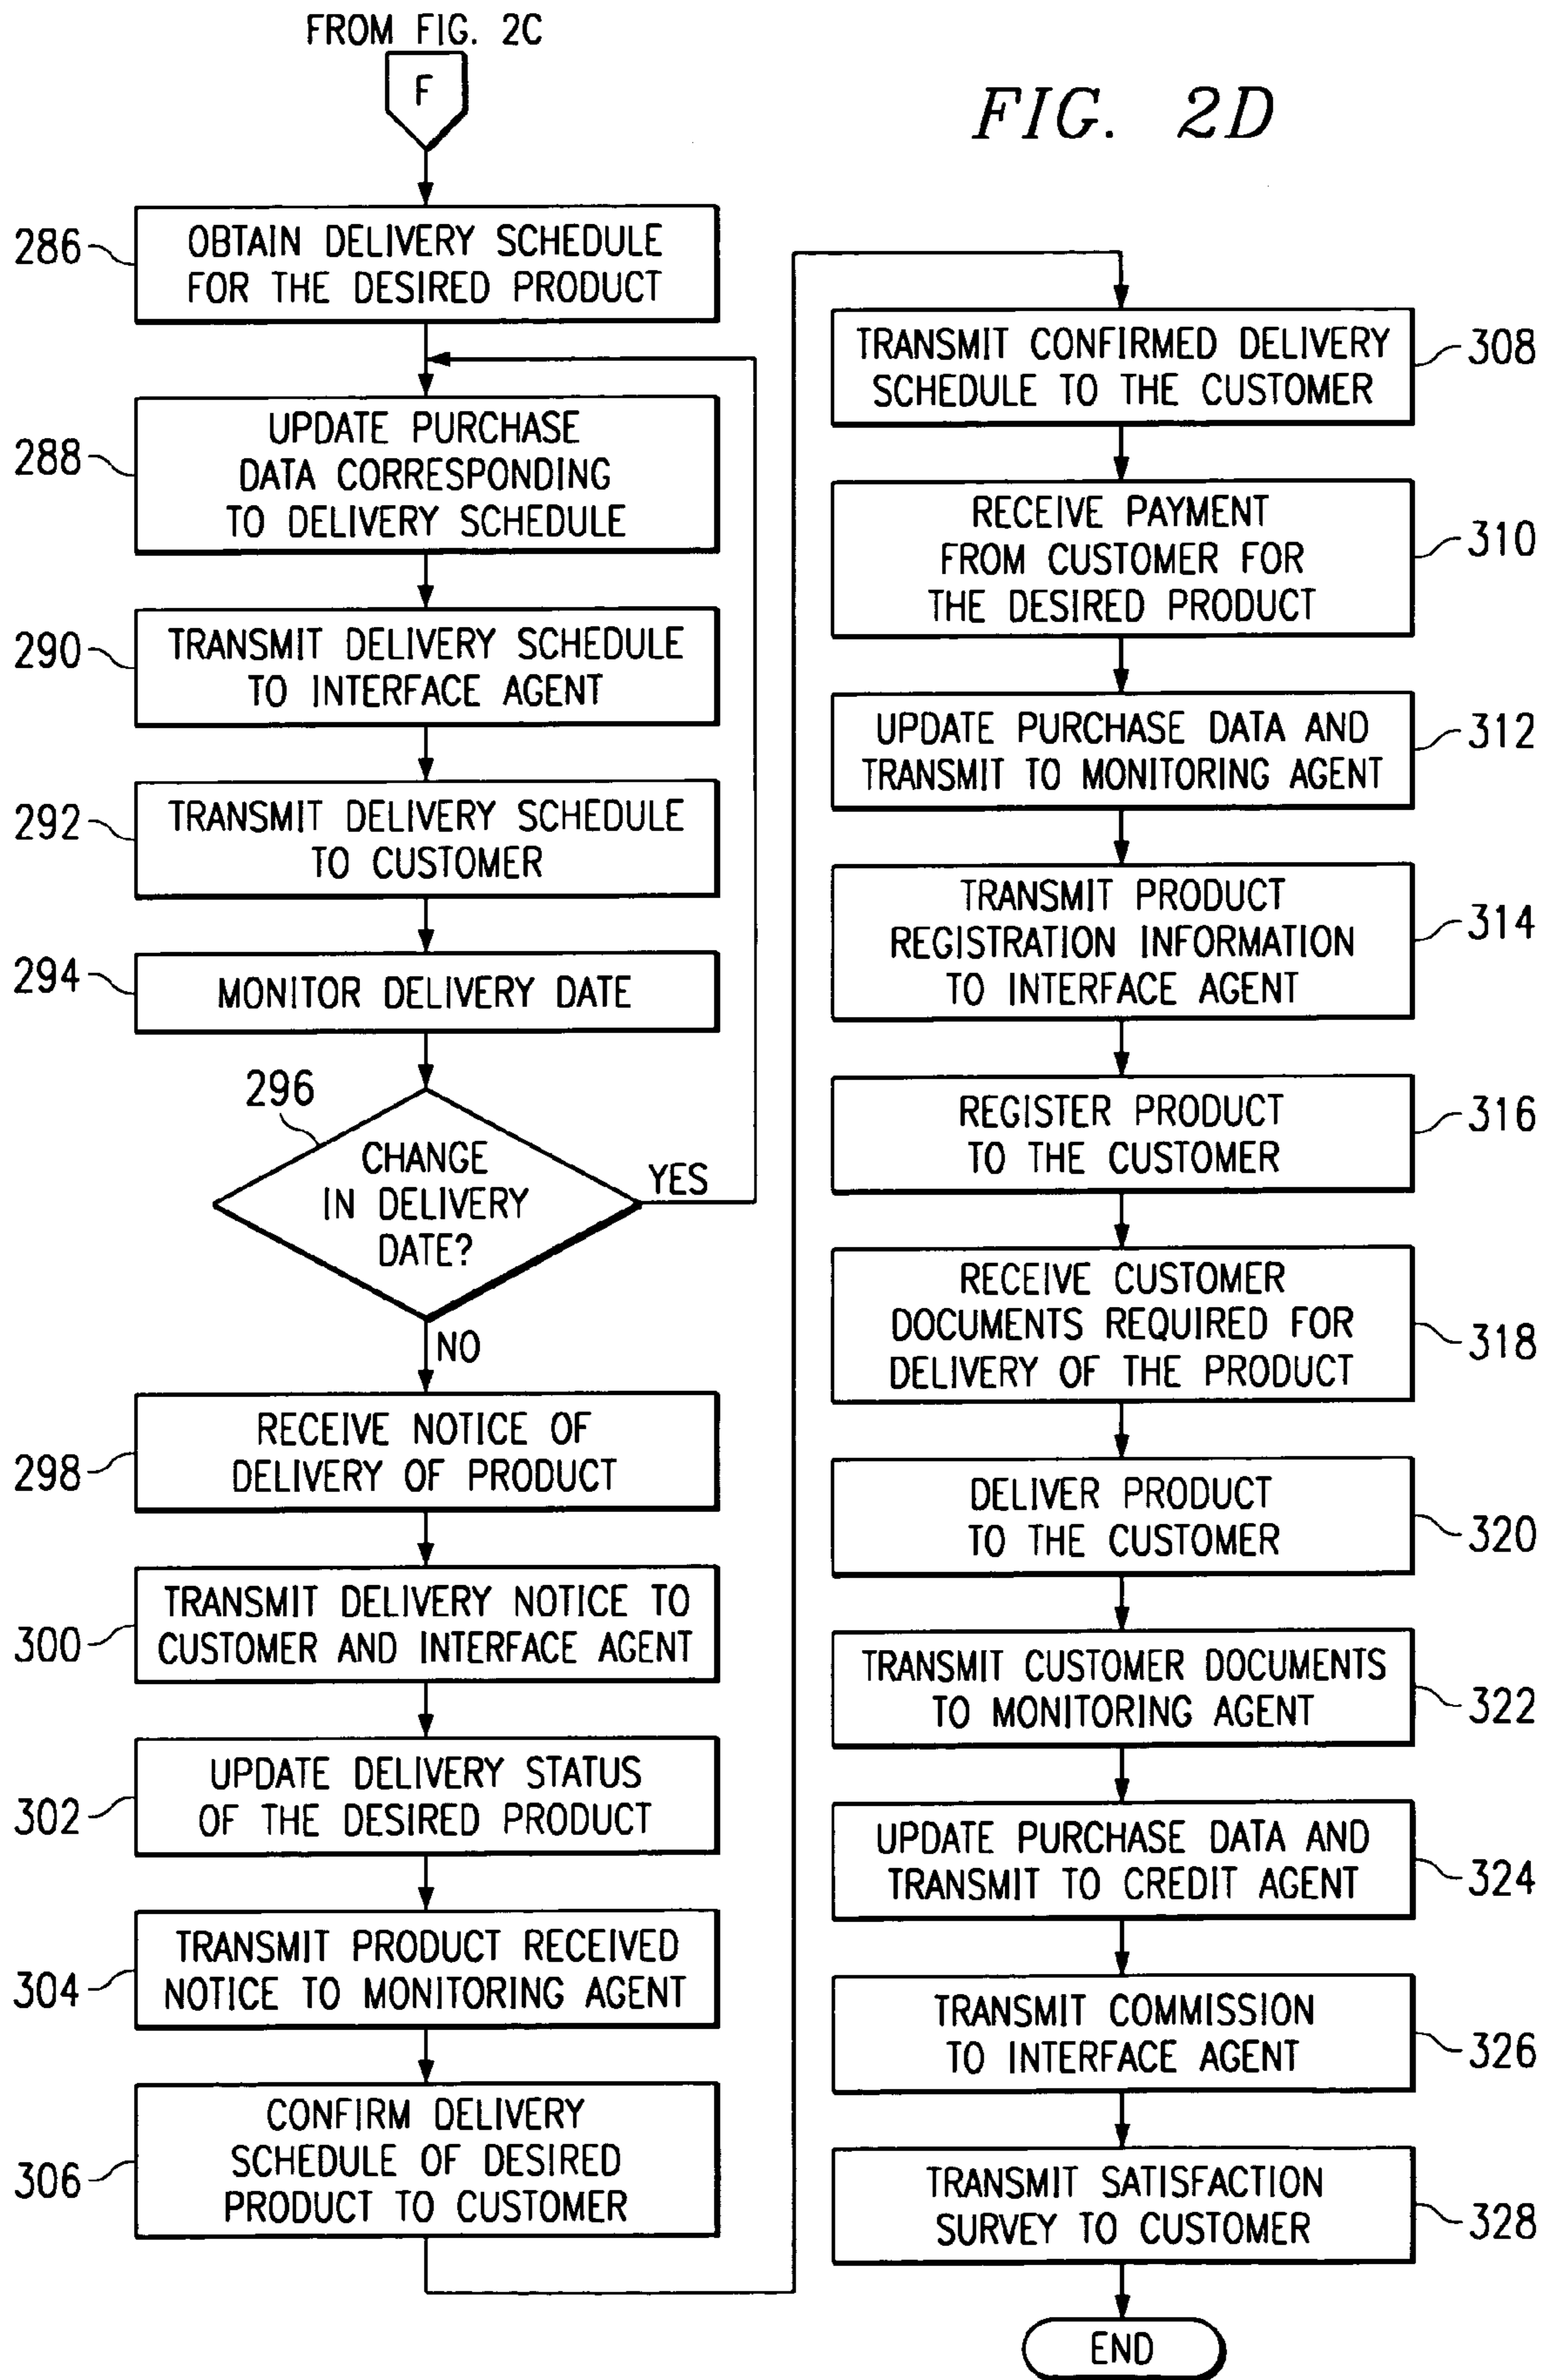 FROM FIG. 2C
F
FIG. 2D
286
OBTAIN DELIVERY SCHEDULE
FOR THE DESIRED PRODUCT
288
UPDATE PURCHASE
DATA CORRESPONDING
TO DELIVERY SCHEDULE
290
TRANSMIT DELIVERY SCHEDULE
TO INTERFACE AGENT
292
TRANSMIT DELIVERY SCHEDULE
TO CUSTOMER
294
MONITOR DELIVERY DATE
296
CHANGE
IN DELIVERY
DATE?
YES
NO
298
RECEIVE NOTICE OF
DELIVERY OF PRODUCT
300
TRANSMIT DELIVERY NOTICE TO
CUSTOMER AND INTERFACE AGENT
302
UPDATE DELIVERY STATUS
OF THE DESIRED PRODUCT
304
TRANSMIT PRODUCT RECEIVED
NOTICE TO MONITORING AGENT
306
CONFIRM DELIVERY
SCHEDULE OF DESIRED
PRODUCT TO CUSTOMER
TRANSMIT CONFIRMED DELIVERY
SCHEDULE TO THE CUSTOMER
308
RECEIVE PAYMENT
FROM CUSTOMER FOR
THE DESIRED PRODUCT
310
UPDATE PURCHASE DATA AND
TRANSMIT TO MONITORING AGENT
312
TRANSMIT PRODUCT
REGISTRATION INFORMATION
TO INTERFACE AGENT
314
REGISTER PRODUCT
TO THE CUSTOMER
316
RECEIVE CUSTOMER
DOCUMENTS REQUIRED FOR
DELIVERY OF THE PRODUCT
318
DELIVER PRODUCT
TO THE CUSTOMER
320
TRANSMIT CUSTOMER DOCUMENTS
TO MONITORING AGENT
322
UPDATE PURCHASE DATA AND
TRANSMIT TO CREDIT AGENT
324
TRANSMIT COMMISSION
TO INTERFACE AGENT
326
TRANSMIT SATISFACTION
SURVEY TO CUSTOMER
328
END